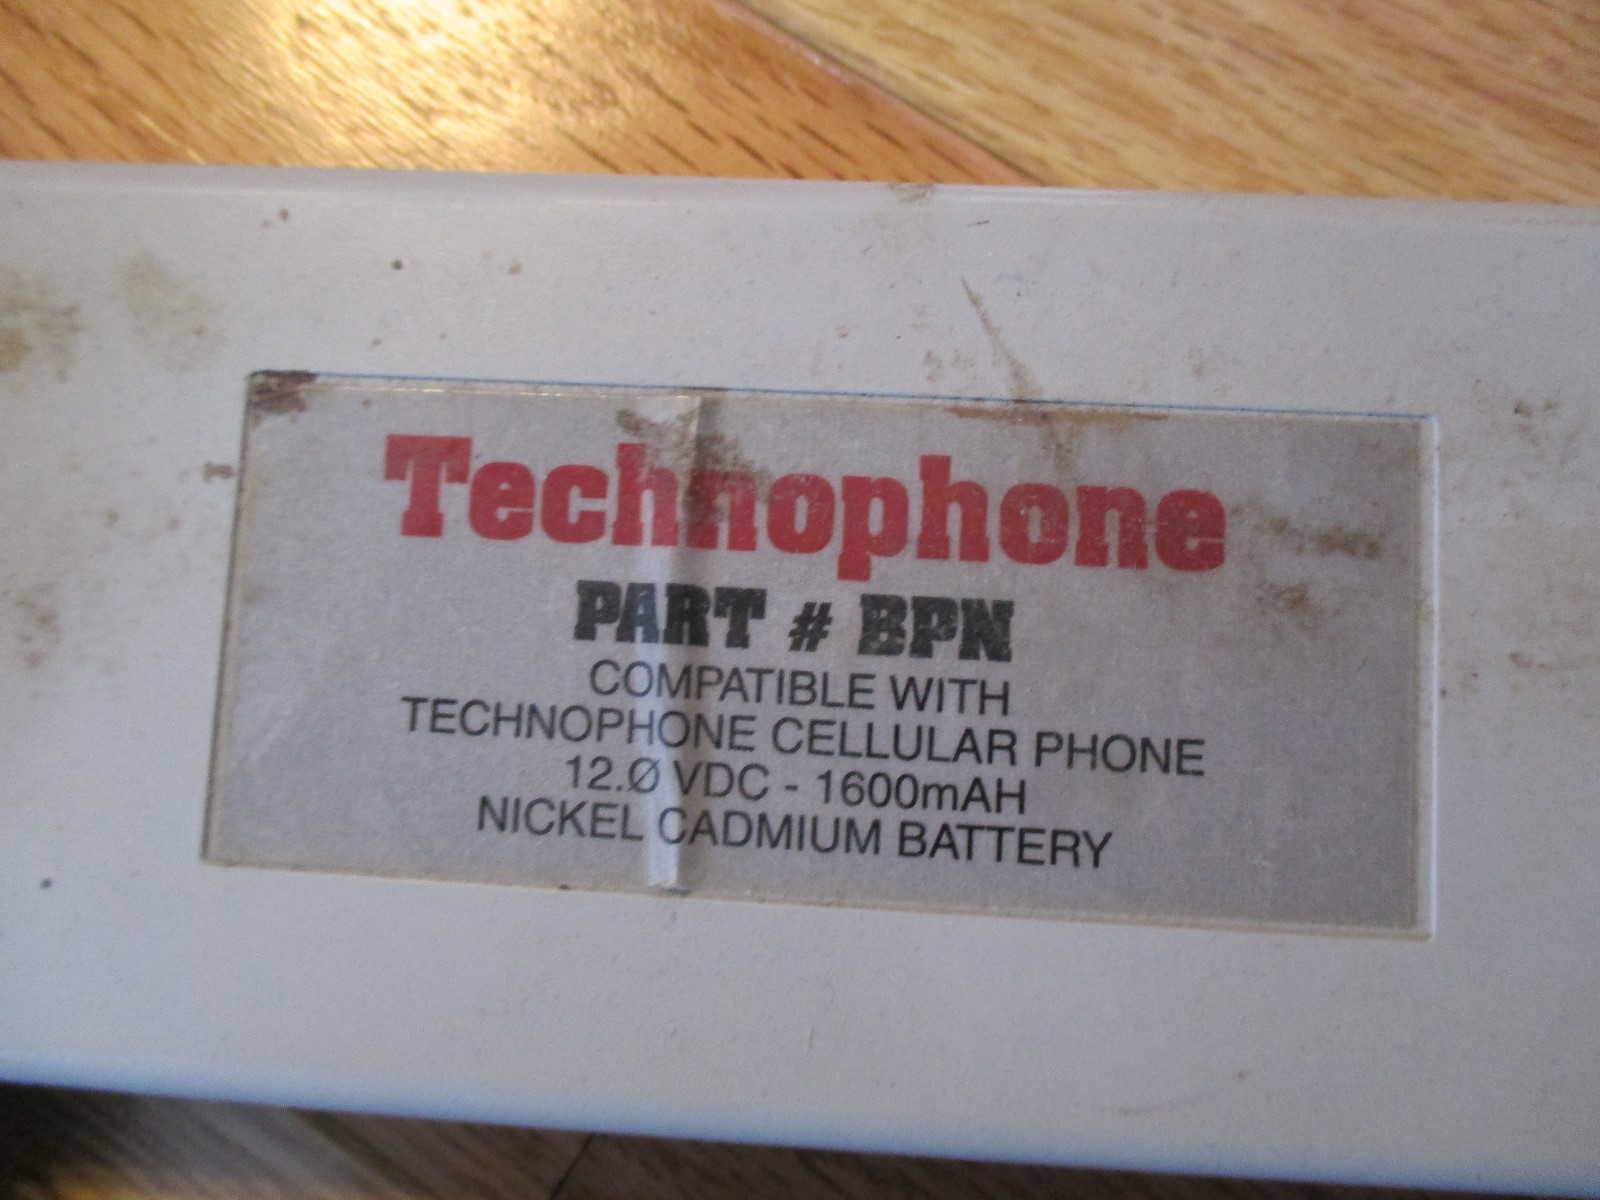 Technophone
PART # BPN
COMPATIBLE WITH
TECHNOPHONE CELLULAR PHONE
12.Ø VDC - 1600mAH
NICKEL CADMIUM BATTERY